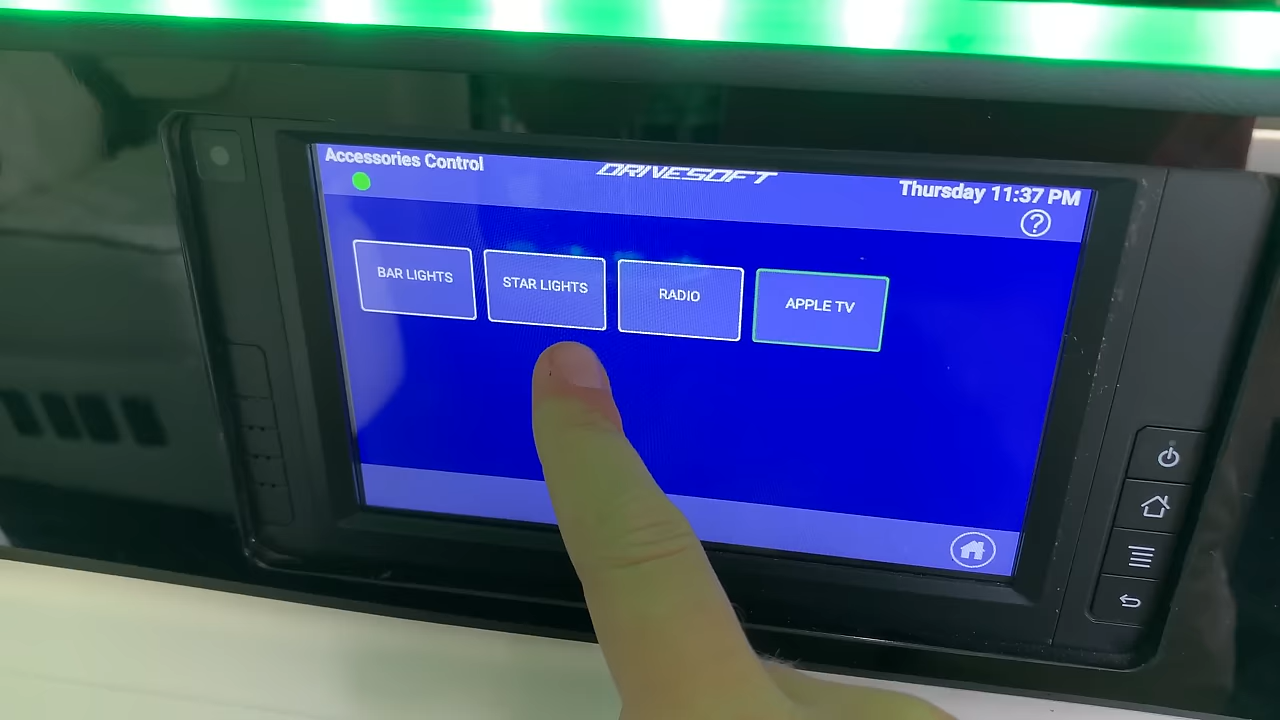 Accessories Control
DRIVESOFT
Thursday 11:37 PM
?
BAR LIGHTS
STAR LIGHTS
RADIO
APPLE TV